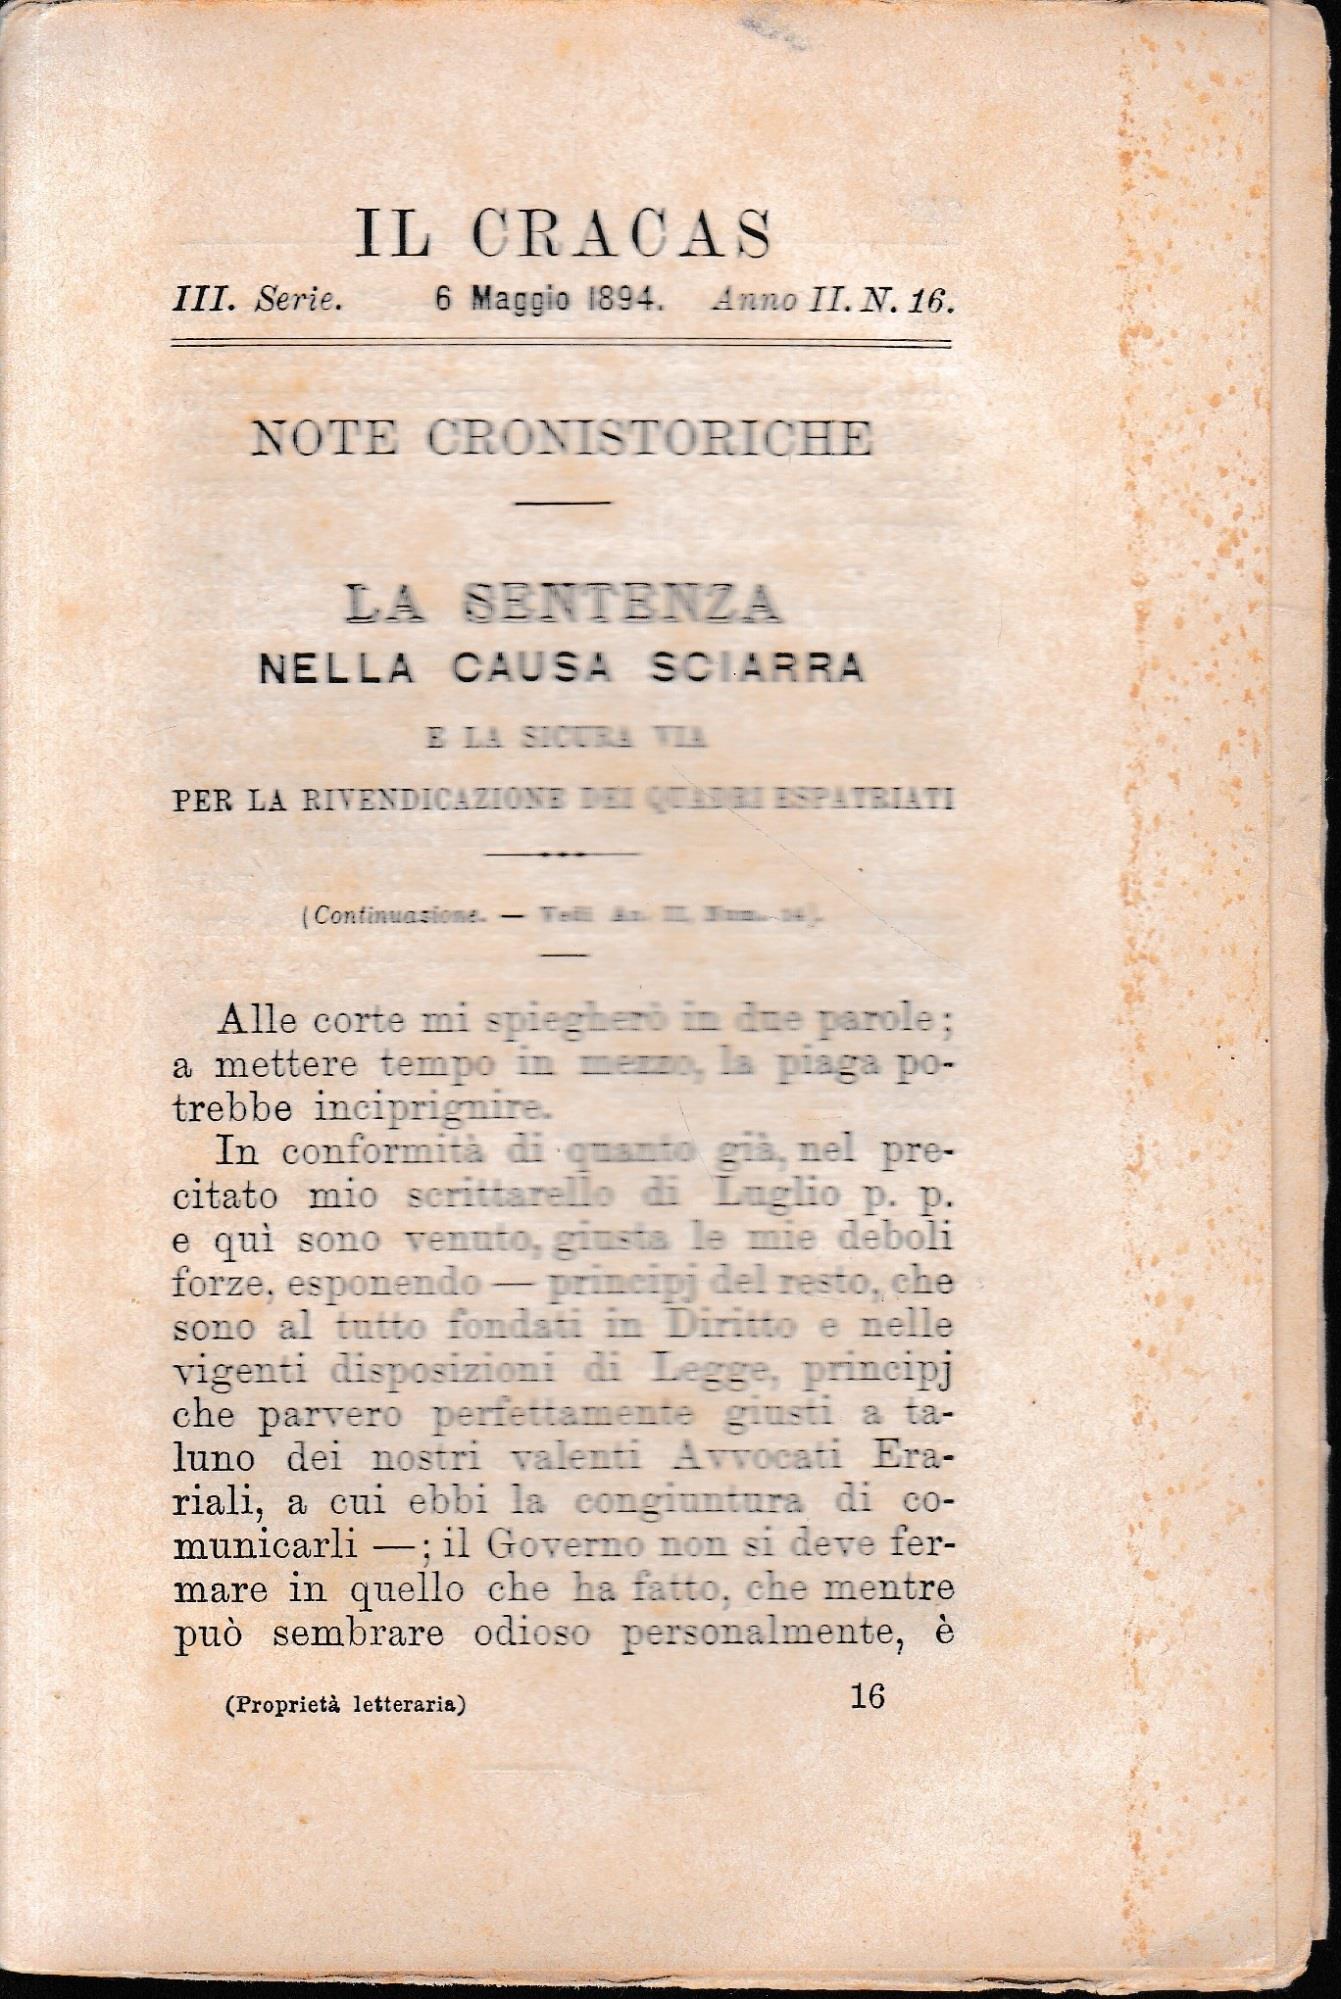 IL CRACAS
III. Serie. 6 Maggio 1894. Anno II. N. 16.
NOTE CRONISTORICHE
LA SENTENZA
NELLA CAUSA SCIARRA
E LA SICURA VIA
PER LA RIVENDICAZIONE DEI QUADRI ESPATRIATI
(Continuazione. — Vedi An. II, Num. 14).
Alle corte mi spiegherò in due parole;
a mettere tempo in mezzo, la piaga po-
trebbe inciprignire.
In conformità di quanto già, nel pre-
citato mio scrittarello di Luglio p. p.
e quì sono venuto, giusta le mie deboli
forze, esponendo — principj del resto, che
sono al tutto fondati in Diritto e nelle
vigenti disposizioni di Legge, principj
che parvero perfettamente giusti a ta-
luno dei nostri valenti Avvocati Era-
riali, a cui ebbi la congiuntura di co-
municarli —; il Governo non si deve fer-
mare in quello che ha fatto, che mentre
può sembrare odioso personalmente, è
(Proprietà letteraria) 16